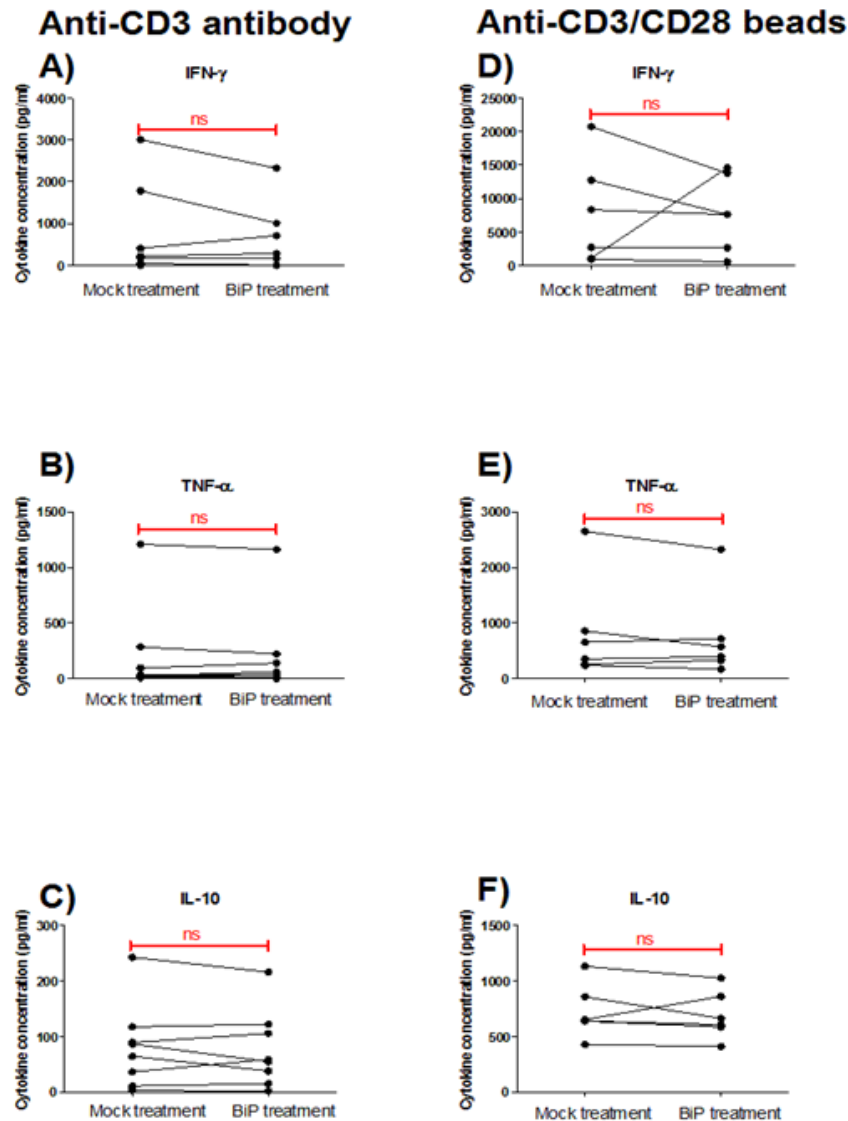 Anti-CD3 antibody
Anti-CD3/CD28 beads
A)
IFN-γ
Cytokine concentration (pg/ml)
4000
3000
2000
1000
0
ns
Mock treatment BiP treatment
D)
IFN-γ
Cytokine concentration (pg/ml)
25000
20000
15000
10000
5000
0
ns
Mock treatment BiP treatment
B)
TNF-α
Cytokine concentration (pg/ml)
1500
1000
500
0
ns
Mock treatment BiP treatment
E)
TNF-α
Cytokine concentration (pg/ml)
3000
2000
1000
0
ns
Mock treatment BiP treatment
C)
IL-10
Cytokine concentration (pg/ml)
300
200
100
0
ns
Mock treatment BiP treatment
F)
IL-10
Cytokine concentration (pg/ml)
1500
1000
500
0
ns
Mock treatment BiP treatment